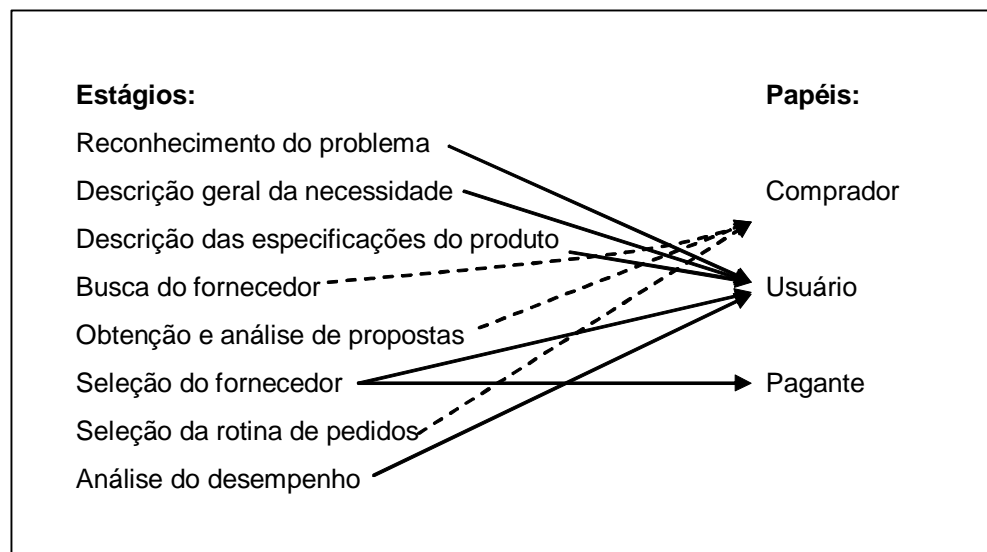 Estágios:
Reconhecimento do problema
Descrição geral da necessidade
Descrição das especificações do produto
Busca do fornecedor
Obtenção e análise de propostas
Seleção do fornecedor
Seleção da rotina de pedidos
Análise do desempenho
Papéis:
Comprador
Usuário
Pagante